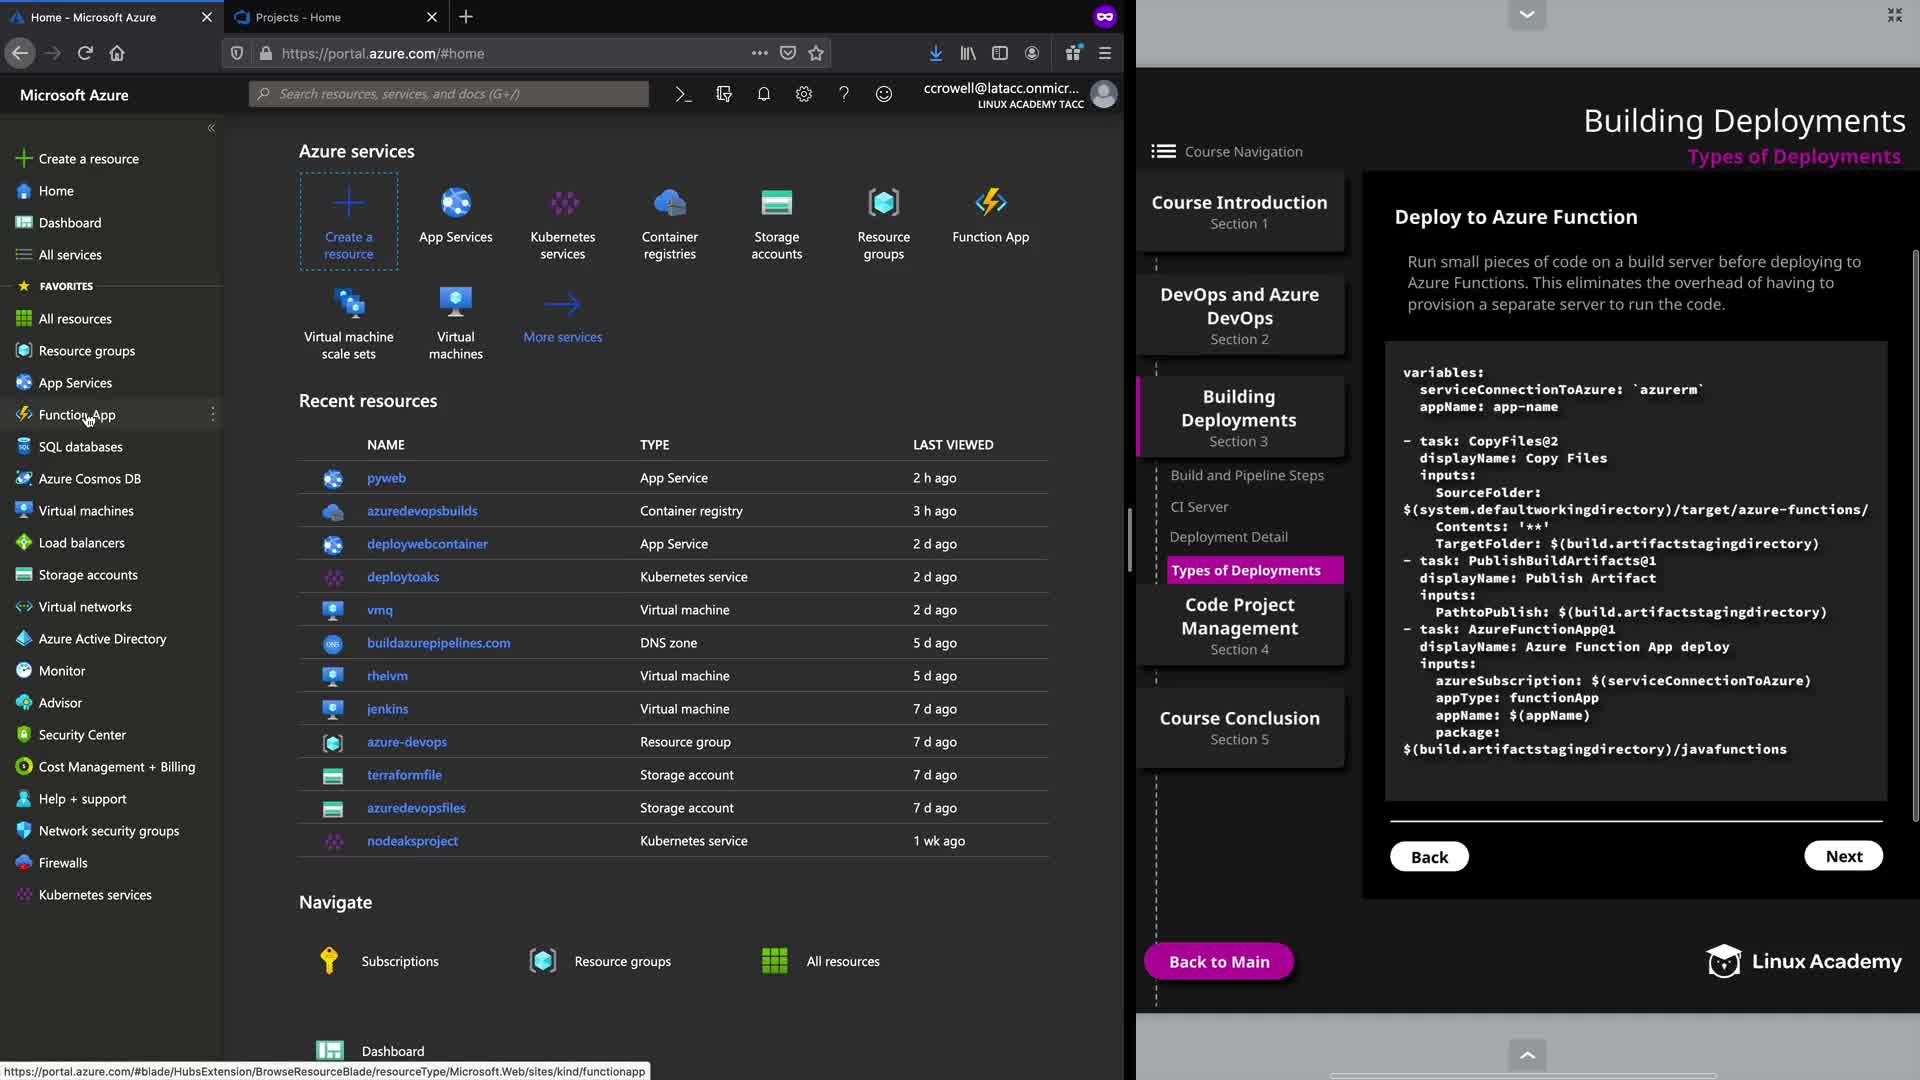 Home - Microsoft Azure
Projects - Home
https://portal.azure.com/#home
Microsoft Azure
Search resources, services, and docs (G+/)
ccrowell@latacc.onmicr...
LINUX ACADEMY TACC
Create a resource
Home
Dashboard
All services
FAVORITES
All resources
Resource groups
App Services
Function App
SQL databases
Azure Cosmos DB
Virtual machines
Load balancers
Storage accounts
Virtual networks
Azure Active Directory
Monitor
Advisor
Security Center
Cost Management + Billing
Help + support
Network security groups
Firewalls
Kubernetes services
Azure services
Create a
resource
App Services
Kubernetes
services
Container
registries
Storage
accounts
Resource
groups
Function App
Virtual machine
scale sets
Virtual
machines
More services
Recent resources
NAME TYPE LAST VIEWED
pyweb App Service 2 h ago
azuredevopsbuilds Container registry 3 h ago
deploywebcontainer App Service 2 d ago
deploytoaks Kubernetes service 2 d ago
vmq Virtual machine 2 d ago
buildazurepipelines.com DNS zone 5 d ago
rhelvm Virtual machine 5 d ago
jenkins Virtual machine 7 d ago
azure-devops Resource group 7 d ago
terraformfile Storage account 7 d ago
azuredevopsfiles Storage account 7 d ago
nodeaksproject Kubernetes service 1 wk ago
Navigate
Subscriptions
Resource groups
All resources
Dashboard
https://portal.azure.com/#blade/HubsExtension/BrowseResourceBlade/resourceType/Microsoft.Web/sites/kind/functionapp
Building Deployments
Types of Deployments
Course Navigation
Course Introduction
Section 1
DevOps and Azure
DevOps
Section 2
Building
Deployments
Section 3
Build and Pipeline Steps
CI Server
Deployment Detail
Types of Deployments
Code Project
Management
Section 4
Course Conclusion
Section 5
Back to Main
Deploy to Azure Function
Run small pieces of code on a build server before deploying to
Azure Functions. This eliminates the overhead of having to
provision a separate server to run the code.
variables:
serviceConnectionToAzure: `azurerm`
appName: app-name
- task: CopyFiles@2
displayName: Copy Files
inputs:
SourceFolder:
$(system.defaultworkingdirectory)/target/azure-functions/
Contents: '**'
TargetFolder: $(build.artifactstagingdirectory)
- task: PublishBuildArtifacts@1
displayName: Publish Artifact
inputs:
PathtoPublish: $(build.artifactstagingdirectory)
- task: AzureFunctionApp@1
displayName: Azure Function App deploy
inputs:
azureSubscription: $(serviceConnectionToAzure)
appType: functionApp
appName: $(appName)
package:
$(build.artifactstagingdirectory)/javafunctions
Back
Next
Linux Academy